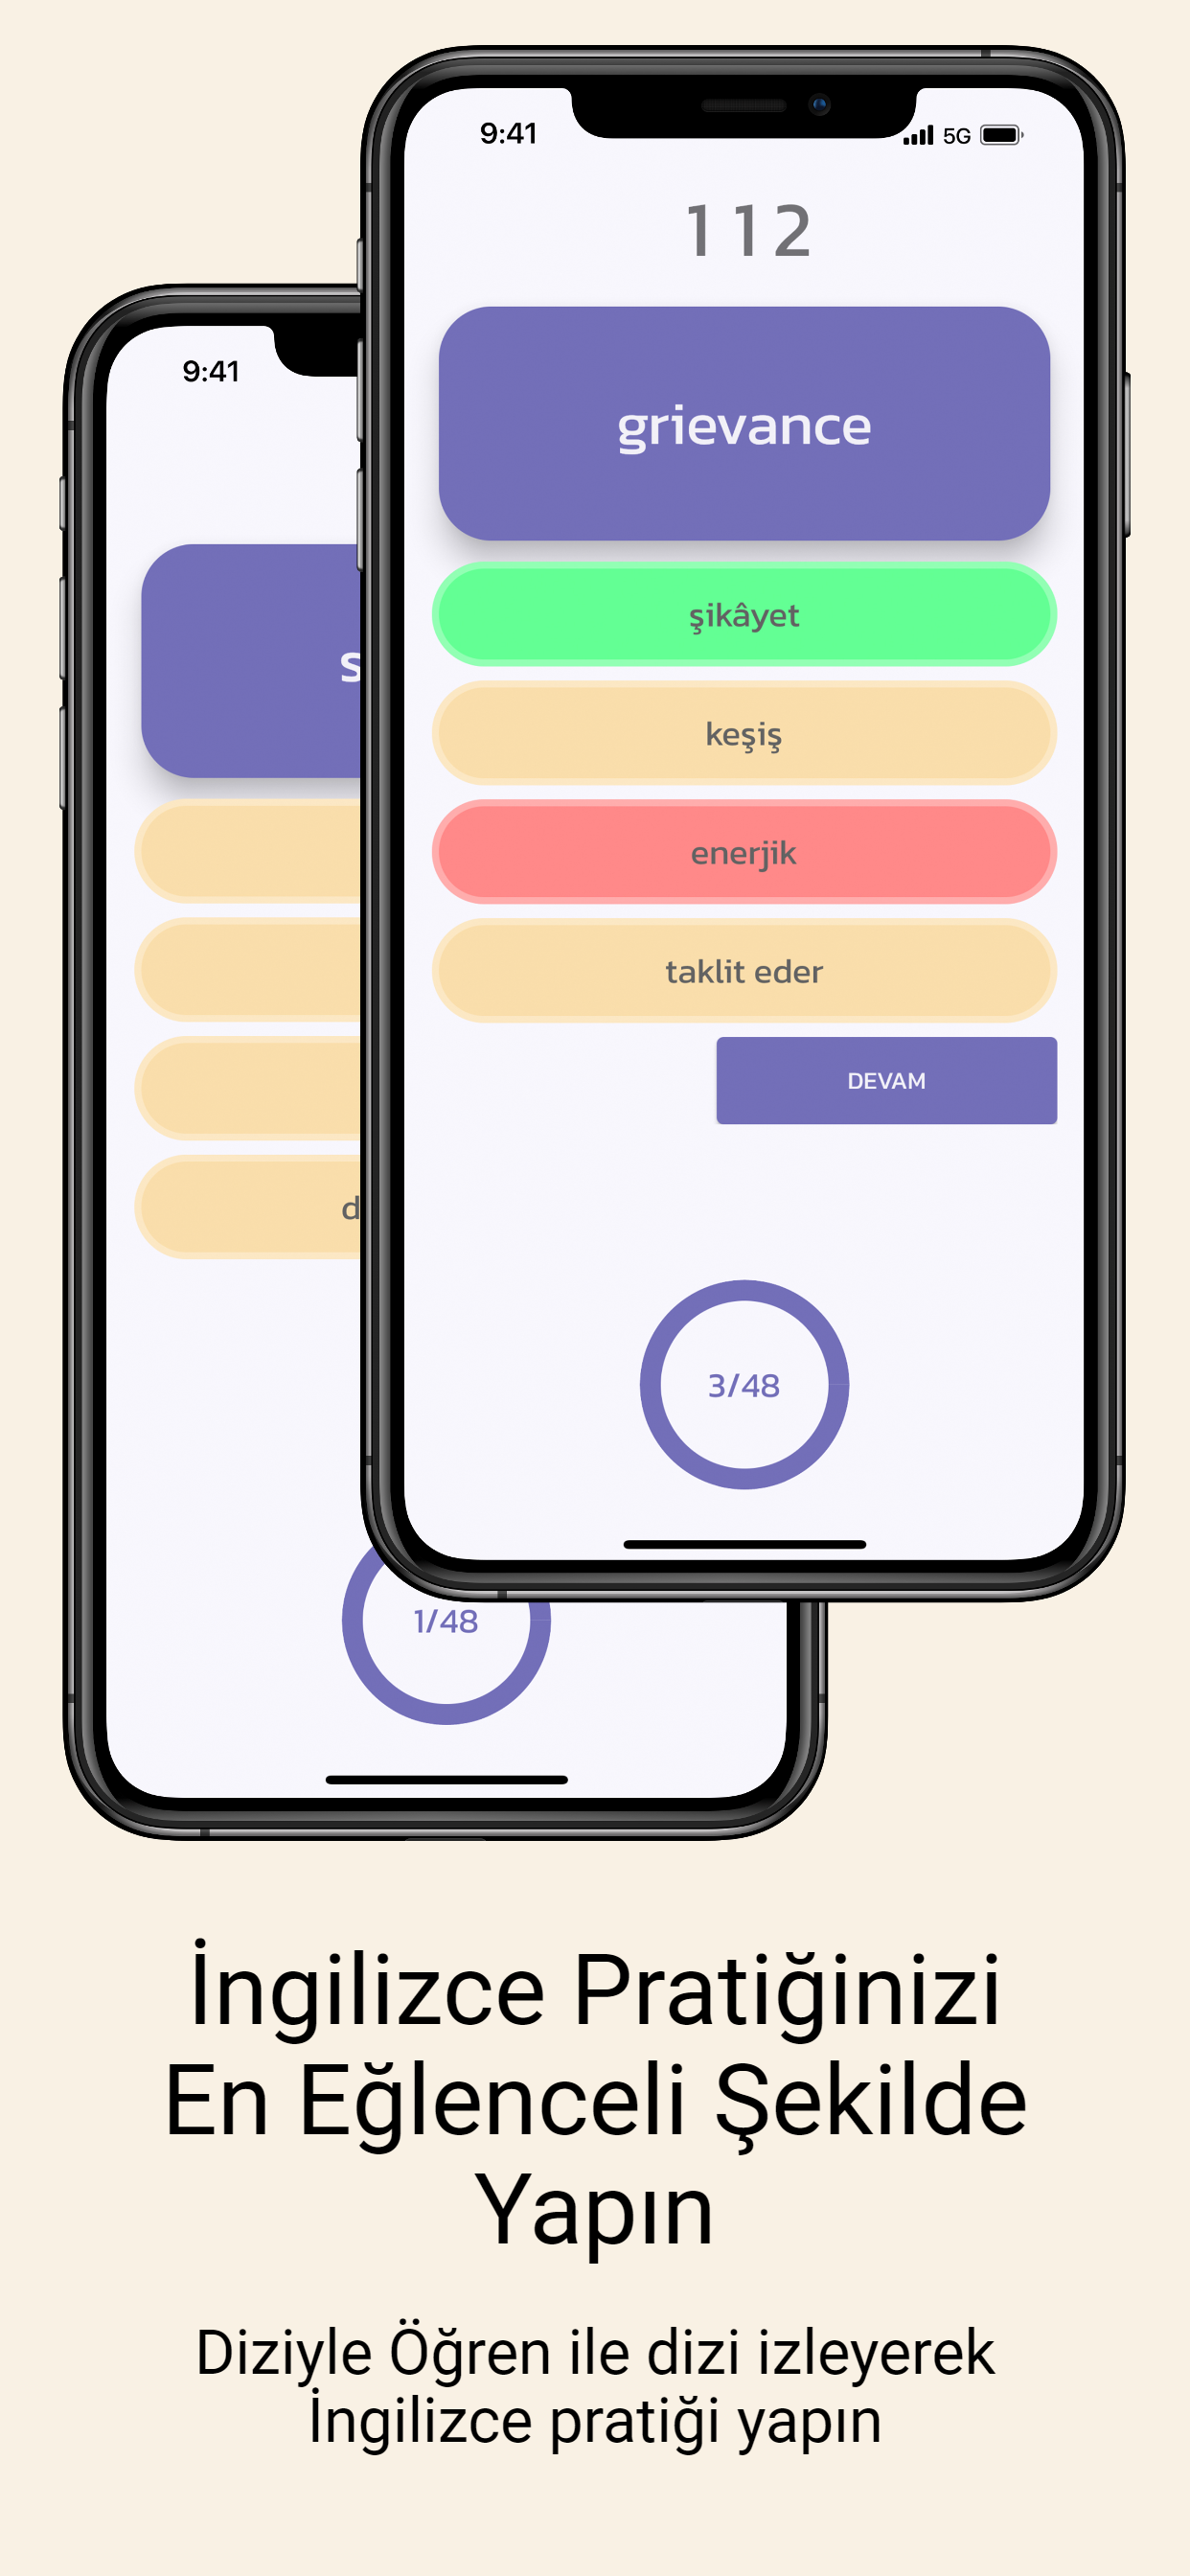 9:41
5G
112
grievance
şikâyet
keşiş
enerjik
taklit eder
DEVAM
3/48
9:41
1/48
İngilizce Pratiğinizi
En Eğlenceli Şekilde
Yapın
Diziyle Öğren ile dizi izleyerek
İngilizce pratiği yapın